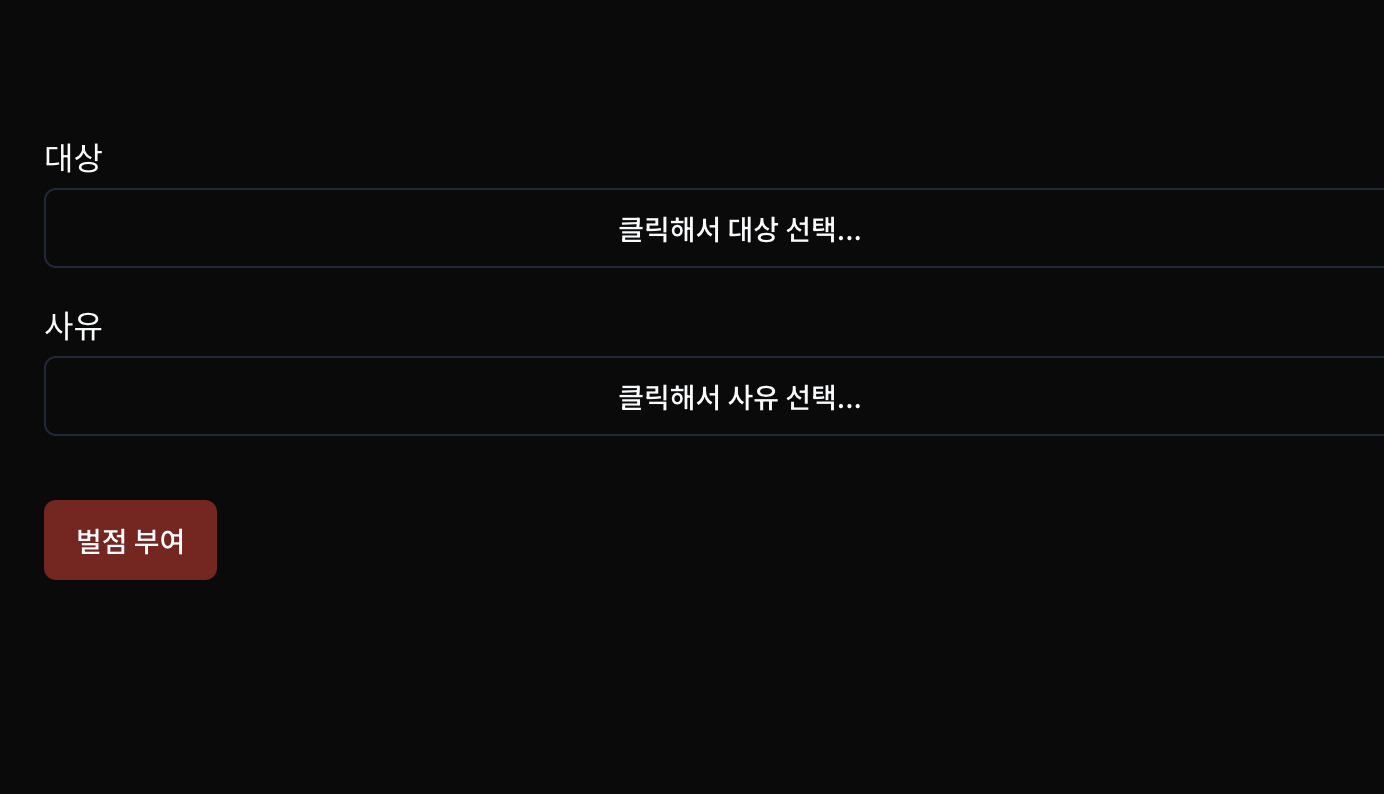 대상
클릭해서 대상 선택...
사유
클릭해서 사유 선택...
벌점 부여